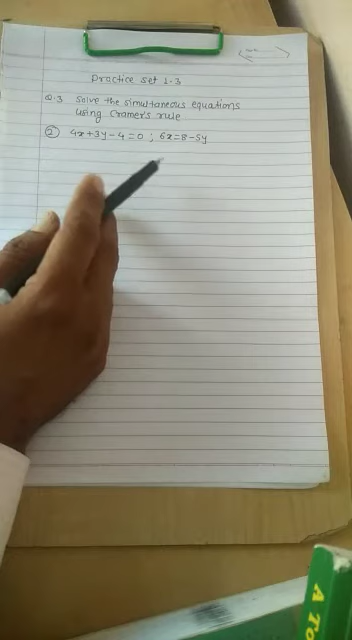 Practice set 1.3
Q.3 Solve the simultaneous equations
using Cramer's rule
② 4x+3y-4=0 ; 6x=8-5y
A TO